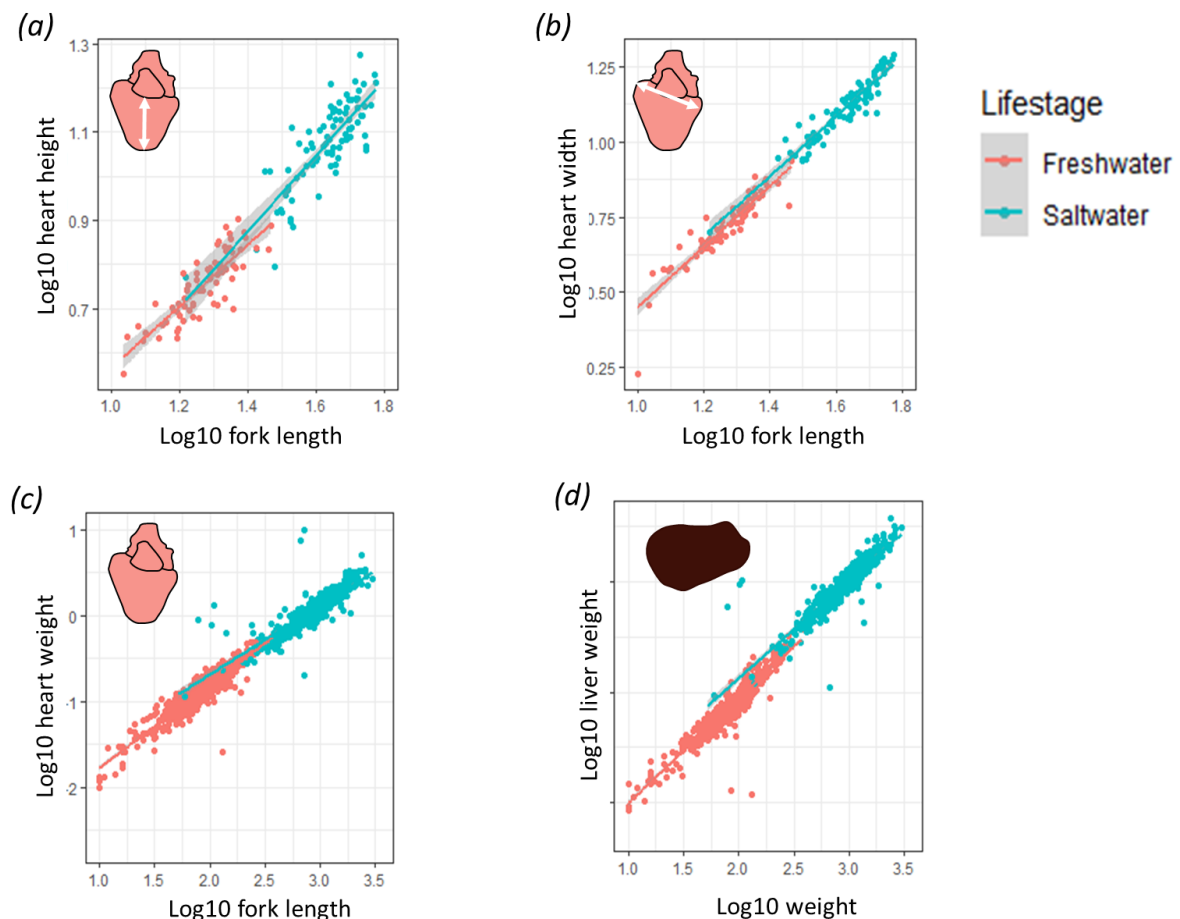 (a)
Log10 heart height
1.3
1.1
0.9
0.7
1.0 1.2 1.4 1.6 1.8
Log10 fork length
(b)
Log10 heart width
1.25
1.00
0.75
0.50
0.25
1.0 1.2 1.4 1.6 1.8
Log10 fork length
Lifestage
Freshwater
Saltwater
(c)
Log10 heart weight
1
0
-1
-2
1.0 1.5 2.0 2.5 3.0 3.5
Log10 fork length
(d)
Log10 liver weight
1.0 1.5 2.0 2.5 3.0 3.5
Log10 weight